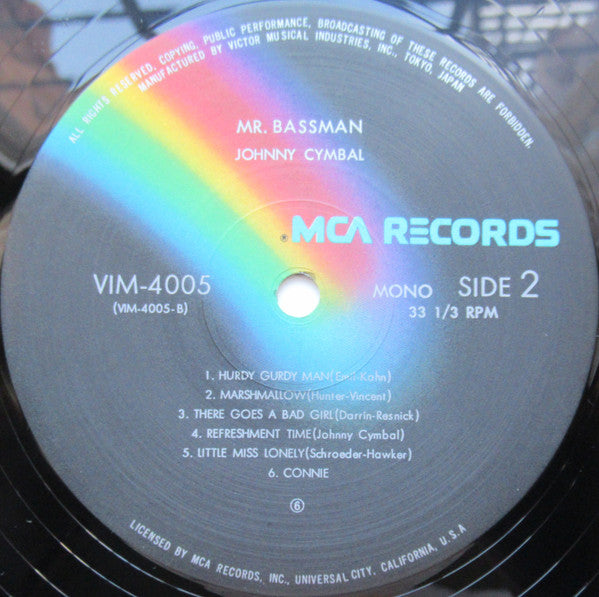 ALL RIGHTS RESERVED. COPYING, PUBLIC PERFORMANCE, BROADCASTING OF THESE RECORDS ARE FORBIDDEN.
MANUFACTURED BY VICTOR MUSICAL INDUSTRIES, INC., TOKYO, JAPAN
MR. BASSMAN
JOHNNY CYMBAL
MCA RECORDS
VIM-4005
(VIM-4005-B)
MONO SIDE 2
33 1/3 RPM
1. HURDY GURDY MAN(Emil-Kahn)
2. MARSHMALLOW(Hunter-Vincent)
3. THERE GOES A BAD GIRL(Darrin-Resnick)
4. REFRESHMENT TIME(Johnny Cymbal)
5. LITTLE MISS LONELY(Schroeder-Hawker)
6. CONNIE
⑥
LICENSED BY MCA RECORDS, INC., UNIVERSAL CITY, CALIFORNIA, U.S.A